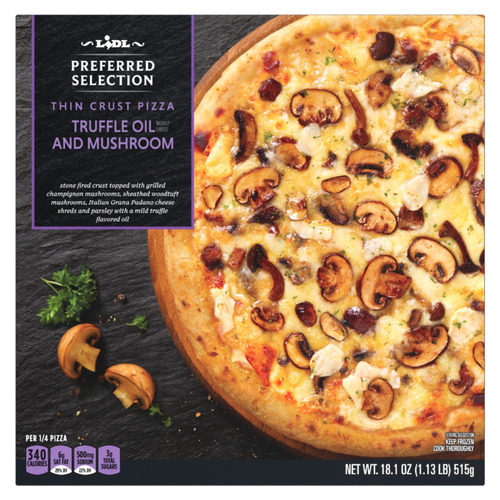 LIDL
PREFERRED
SELECTION
THIN CRUST PIZZA
TRUFFLE OIL
AND MUSHROOM
stone fired crust topped with grilled
champignon mushrooms, sheathed woodtuft
mushrooms, Italian Grana Padano cheese
shreds and parsley with a mild truffle
flavored oil
PER 1/4 PIZZA
340
CALORIES
6g
SAT FAT
500mg
SODIUM
22% DV
3g
TOTAL
SUGARS
KEEP FROZEN
COOK THOROUGHLY
NET WT. 18.1 OZ (1.13 LB) 515g